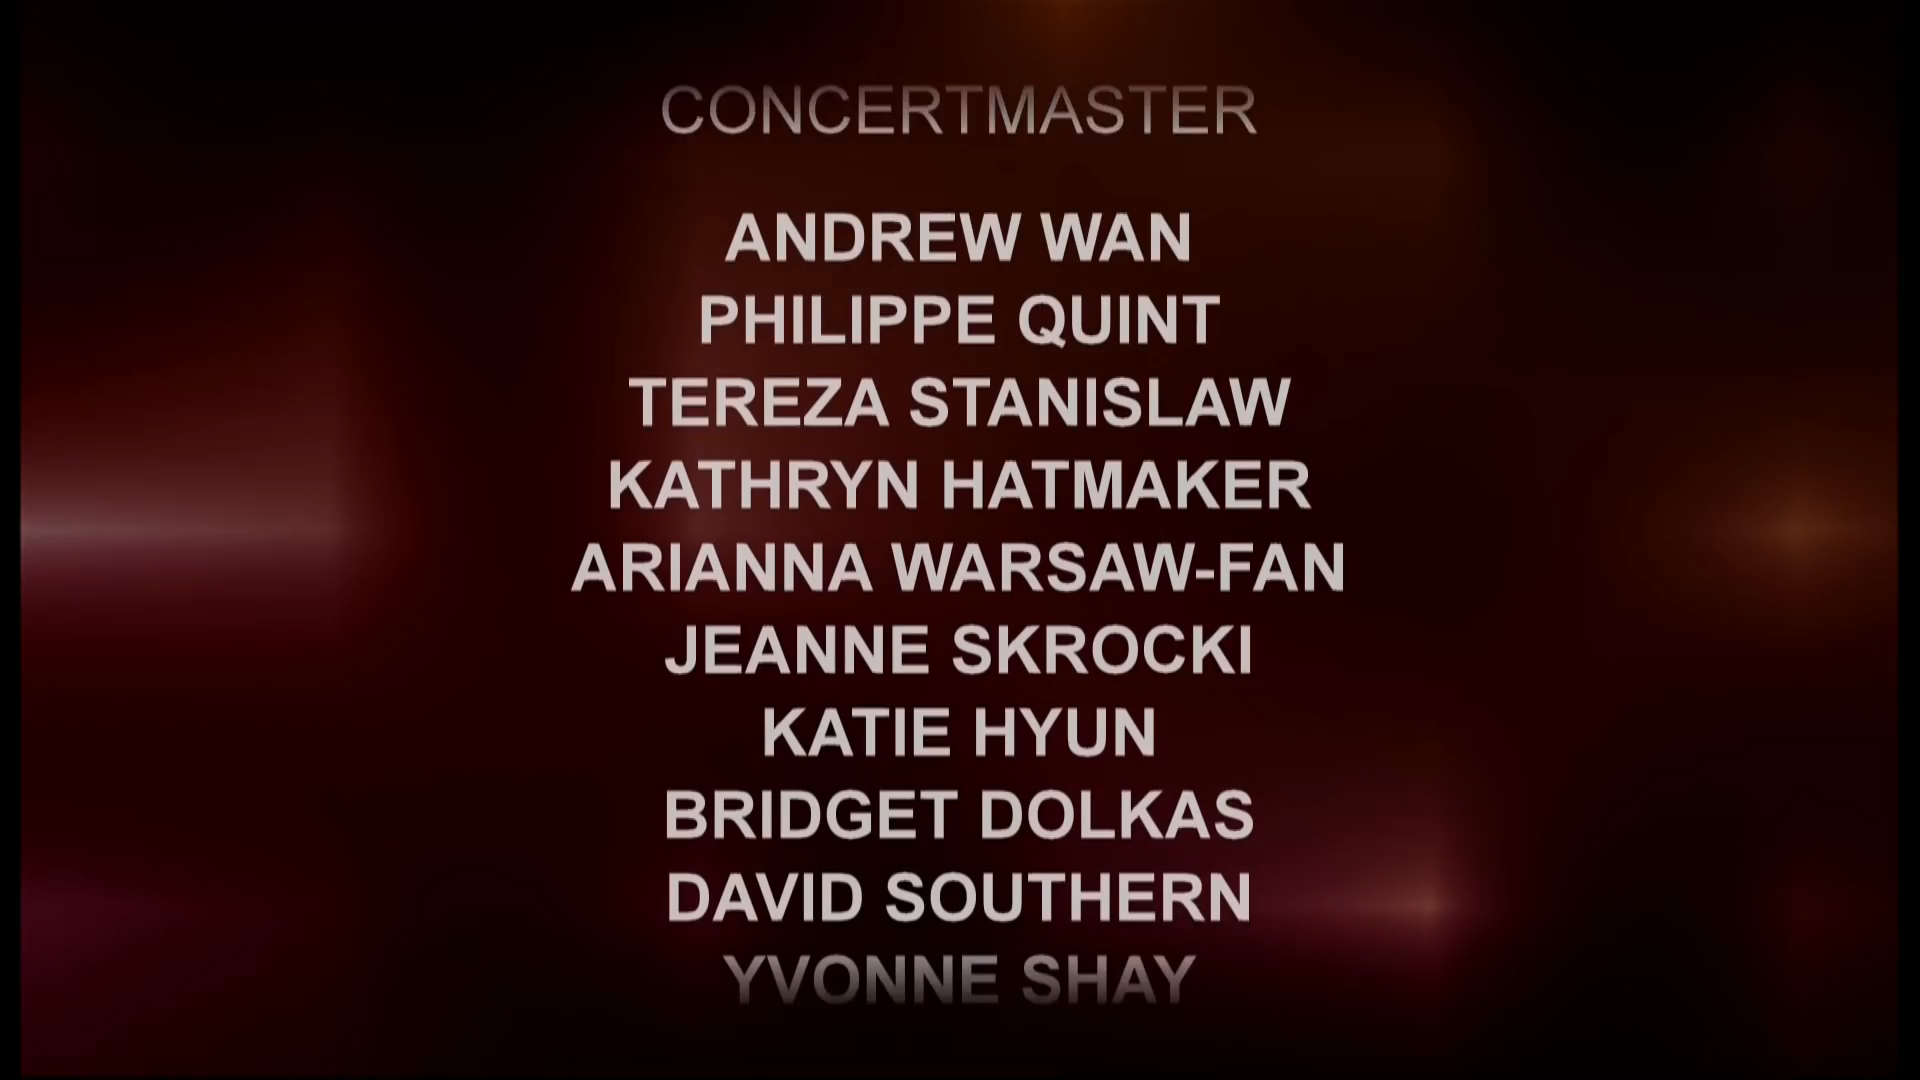 CONCERTMASTER
ANDREW WAN
PHILIPPE QUINT
TEREZA STANISLAW
KATHRYN HATMAKER
ARIANNA WARSAW-FAN
JEANNE SKROCKI
KATIE HYUN
BRIDGET DOLKAS
DAVID SOUTHERN
YVONNE SHAY